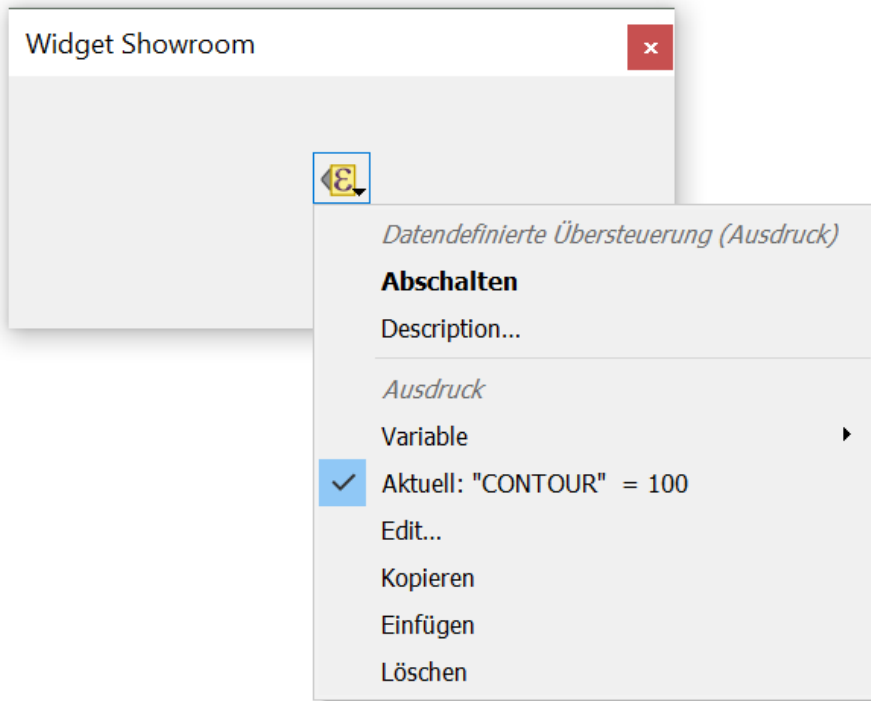 Widget Showroom
Datendefinierte Übersteuerung (Ausdruck)
Abschalten
Description...
Ausdruck
Variable
Aktuell: "CONTOUR" = 100
Edit...
Kopieren
Einfügen
Löschen